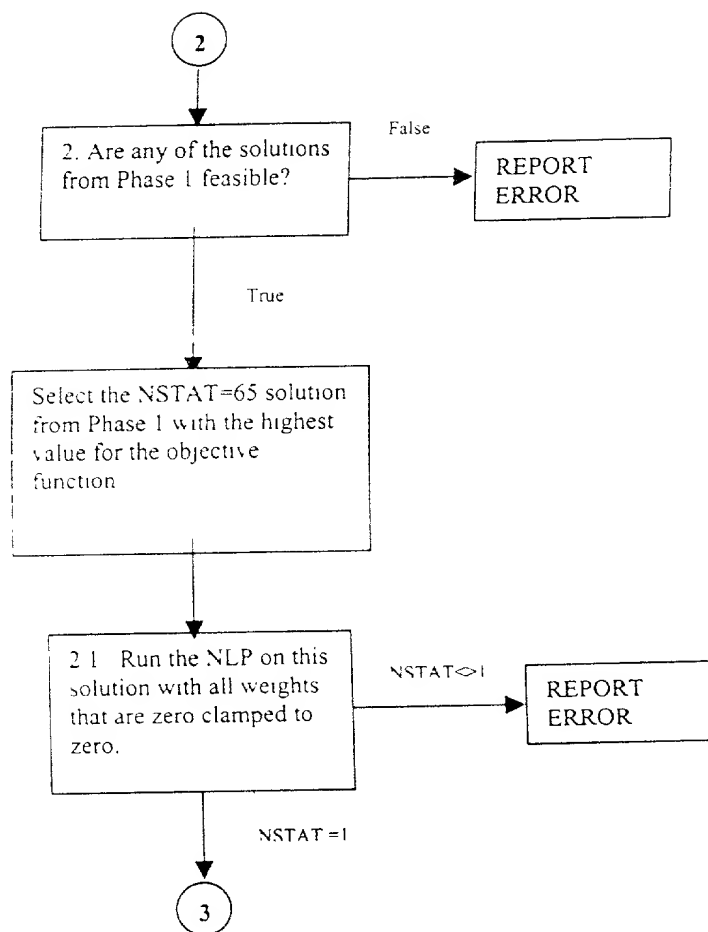 2
False
2. Are any of the solutions
from Phase 1 feasible?
REPORT
ERROR
True
Select the NSTAT=65 solution
from Phase 1 with the highest
value for the objective
function
2 1 Run the NLP on this
solution with all weights
that are zero clamped to
zero.
NSTAT<>1
REPORT
ERROR
NSTAT=1
3